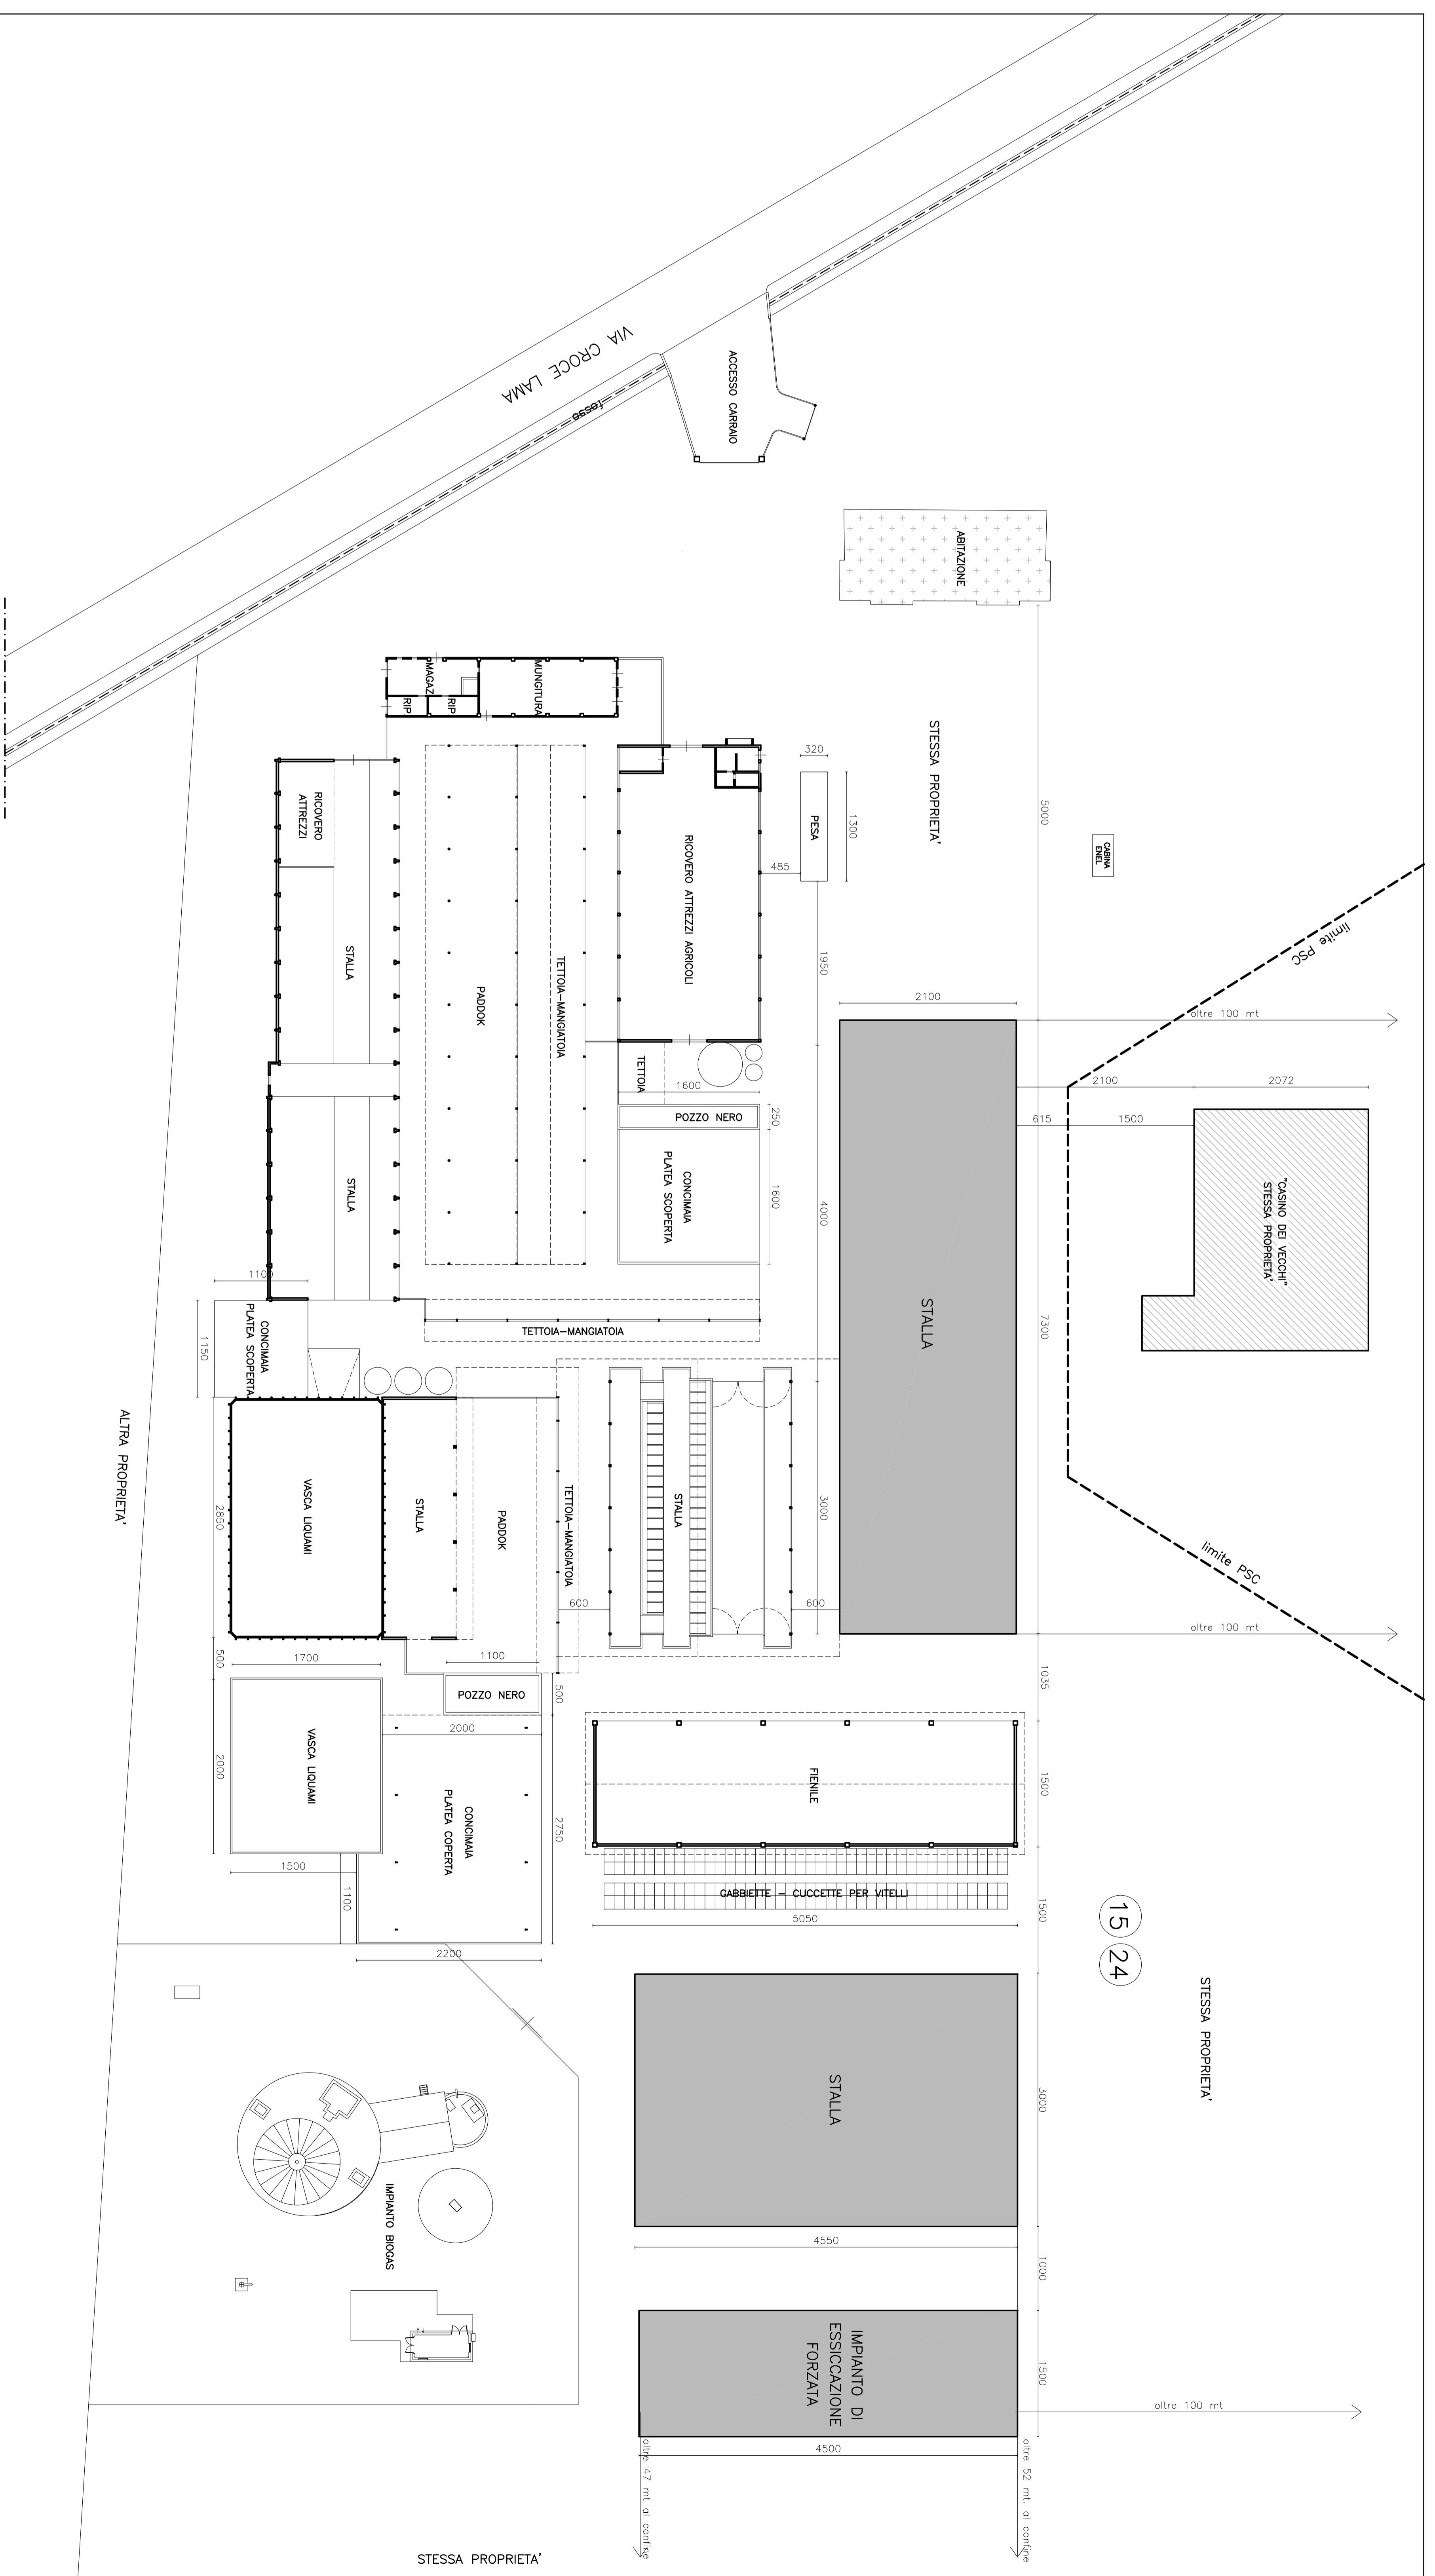 VIA CROCE LAMA
fosso
ACCESSO CARRAIO
ABITAZIONE
STESSA PROPRIETA'
5000
CABINA
ENEL
limite PSC
MAGAZ
RIP
RIP
MUNGITURA
320
1300
PESA
485
RICOVERO
ATTREZZI
RICOVERO ATTREZZI AGRICOLI
1950
STALLA
PADDOK
TETTOIA-MANGIATOIA
2100
oltre 100 mt
2100
2072
615
1500
TETTOIA
1600
250
POZZO NERO
CONCIMAIA
PLATEA SCOPERTA
1600
4000
STALLA
"CASINO DEI VECCHI"
STESSA PROPRIETA'
STALLA
7300
1100
CONCIMAIA
PLATEA SCOPERTA
1150
TETTOIA-MANGIATOIA
ALTRA PROPRIETA'
2850
VASCA LIQUAMI
STALLA
PADDOK
TETTOIA-MANGIATOIA
STALLA
3000
600
600
limite PSC
oltre 100 mt
500
1700
1100
POZZO NERO
500
1035
2000
2000
VASCA LIQUAMI
CONCIMAIA
PLATEA COPERTA
2750
FIENILE
1500
1500
1100
GABBIETTE - CUCCETTE PER VITELLI
5050
1500
2200
15
24
STESSA PROPRIETA'
STALLA
3000
4550
1000
IMPIANTO BIOGAS
IMPIANTO DI
ESSICCAZIONE
FORZATA
1500
oltre 100 mt
4500
oltre 47 mt al confine
oltre 52 mt. al confine
STESSA PROPRIETA'